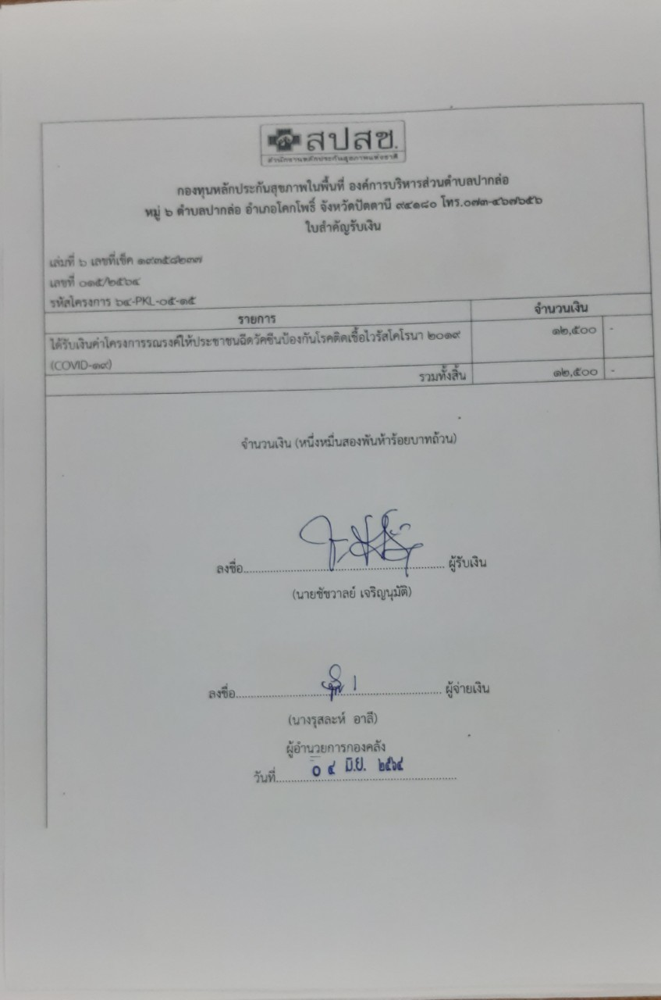 สปสช.
สำนักงานหลักประกันสุขภาพแห่งชาติ
กองทุนหลักประกันสุขภาพในพื้นที่ องค์การบริหารส่วนตำบลปากล่อ
หมู่ ๖ ตำบลปากล่อ อำเภอโคกโพธิ์ จังหวัดปัตตานี ๙๔๑๘๐ โทร.๐๗๓-๔๖๗๖๕๖
ใบสำคัญรับเงิน
เล่มที่ ๖ เลขที่เช็ค ๑๙๓๕๘๒๓๗
เลขที่ ๐๑๕/๒๕๖๔
รหัสโครงการ ๖๔-PKL-๐๕-๑๕
รายการ จำนวนเงิน
ได้รับเงินค่าโครงการรณรงค์ให้ประชาชนฉีดวัคซีนป้องกันโรคติดเชื้อไวรัสโคโรนา ๒๐๑๙ ๑๒,๕๐๐ -
(COVID-๑๙)
รวมทั้งสิ้น ๑๒,๕๐๐ -
จำนวนเงิน (หนึ่งหมื่นสองพันห้าร้อยบาทถ้วน)
ลงชื่อ............................................................ ผู้รับเงิน
(นายชัชวาลย์ เจริญนุมัติ)
ลงชื่อ............................................................ ผู้จ่ายเงิน
(นางรุสละห์ อาลี)
ผู้อำนวยการกองคลัง
วันที่ ๐ ๔ มิ.ย. ๒๕๖๔